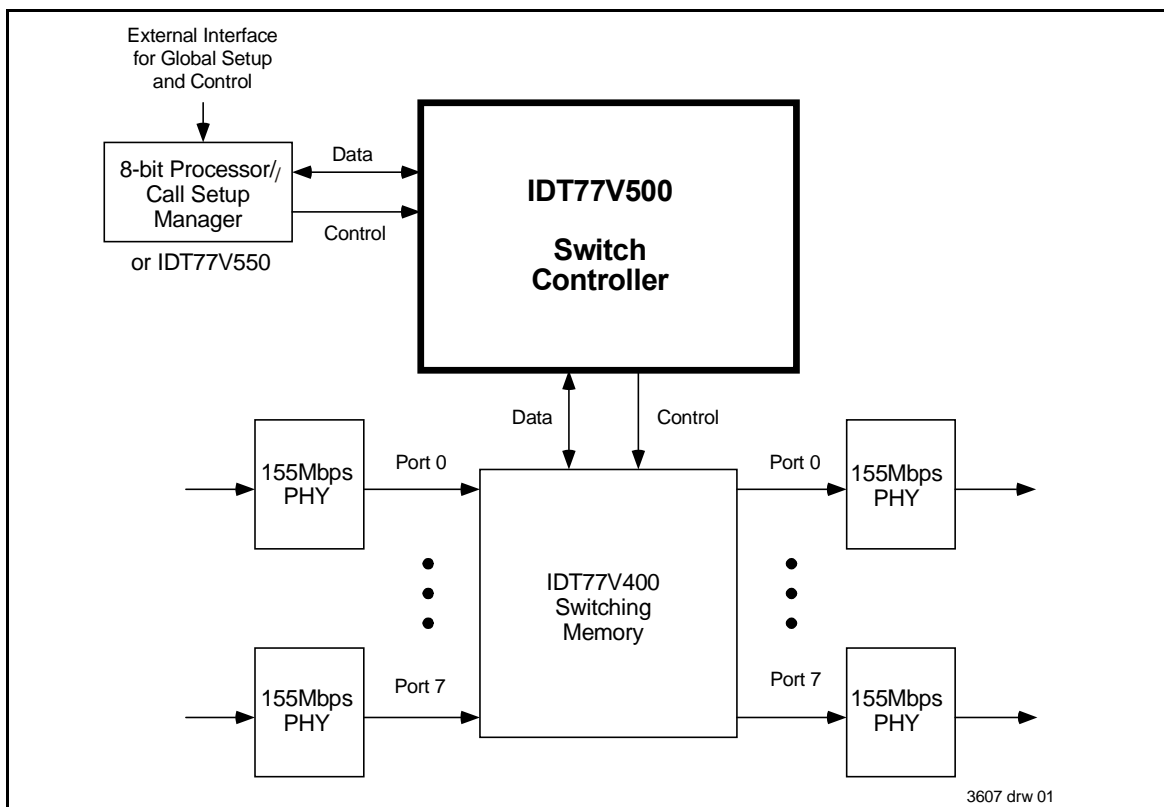 External Interface
for Global Setup
and Control
8-bit Processor//
Call Setup
Manager
or IDT77V550
Data
Control
IDT77V500
Switch
Controller
Data
Control
155Mbps
PHY
Port 0
Port 0
155Mbps
PHY
IDT77V400
Switching
Memory
155Mbps
PHY
Port 7
Port 7
155Mbps
PHY
3607 drw 01